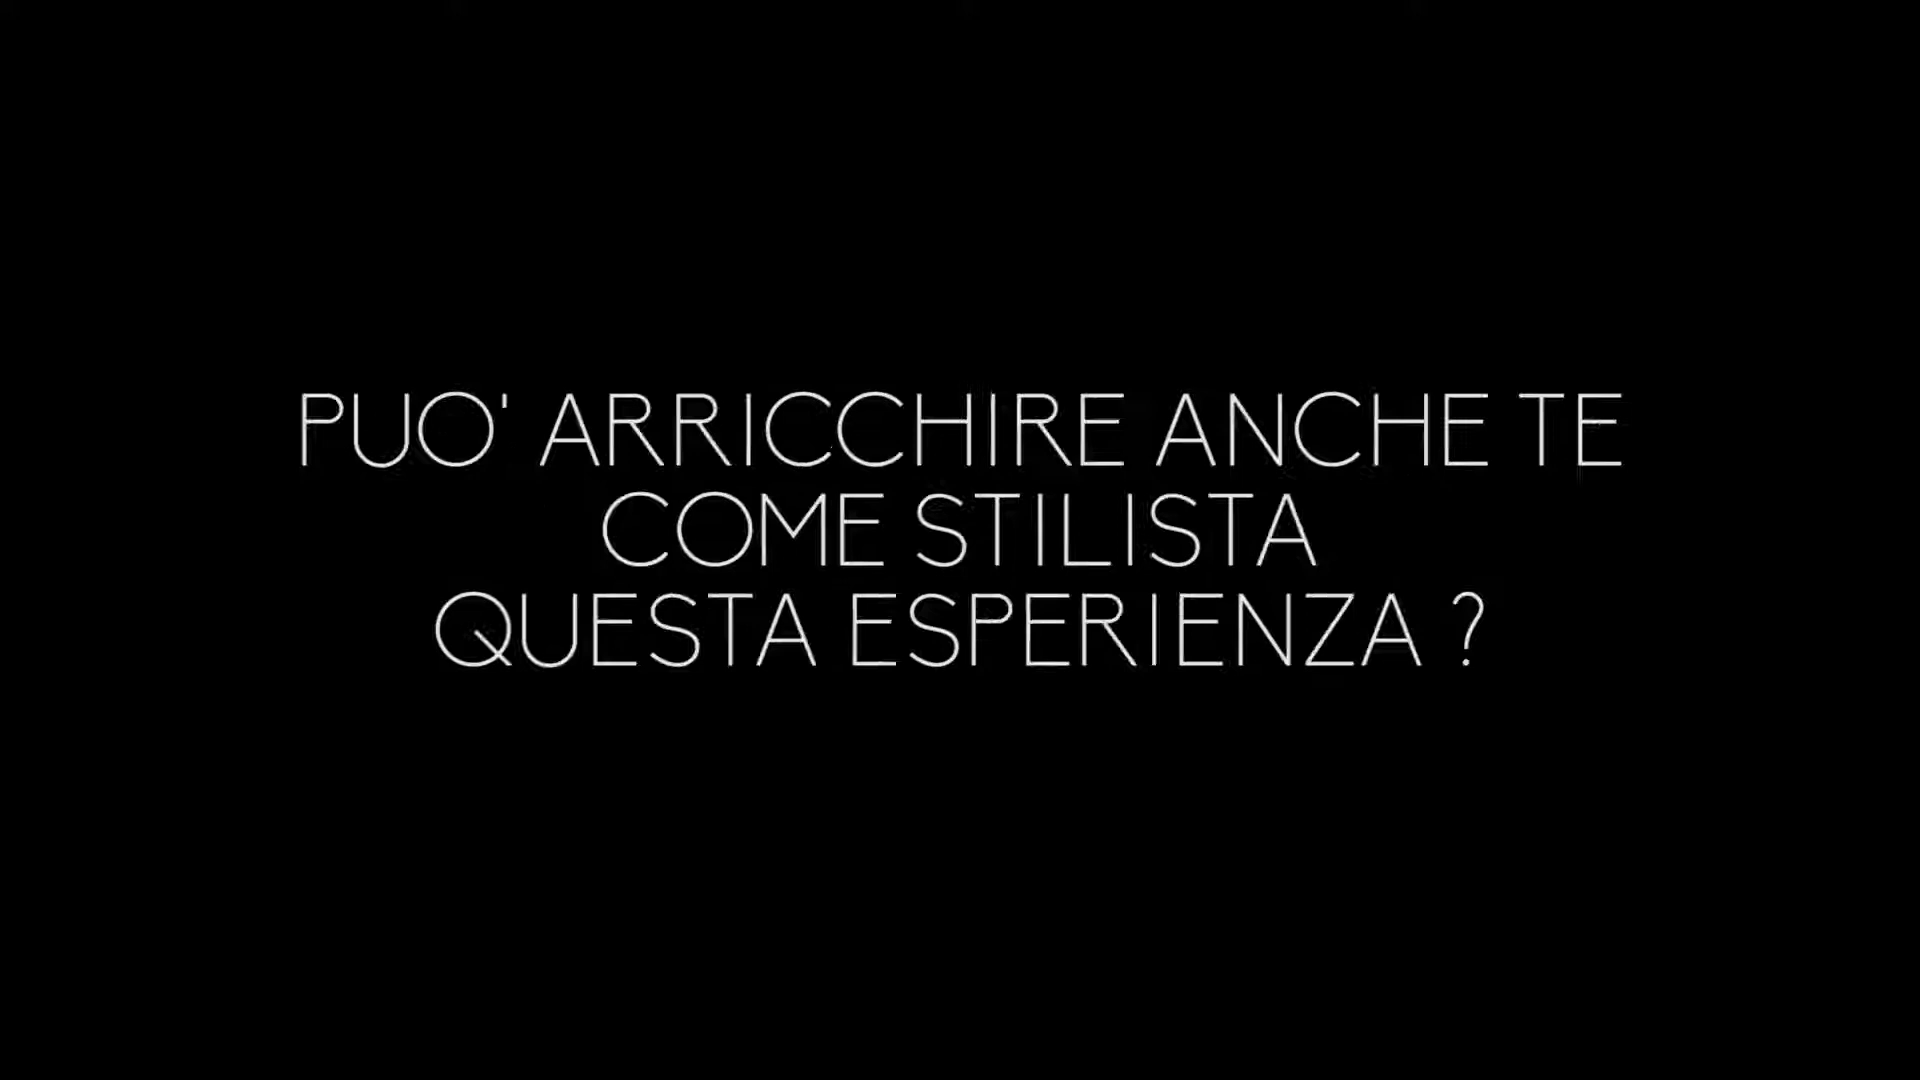 PUO' ARRICCHIRE ANCHE TE
COME STILISTA
QUESTA ESPERIENZA ?